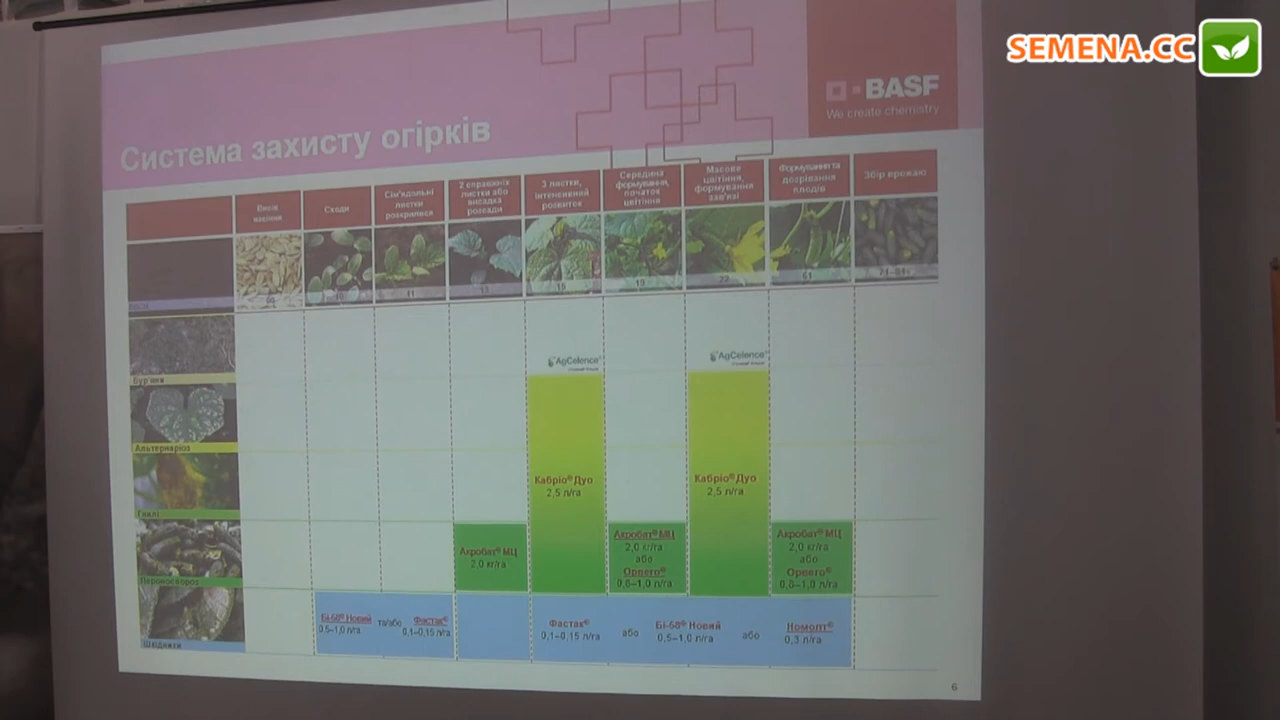 SEMENA.CC
BASF
We create chemistry
Система захисту огірків
Висів
насіння
Сходи
Сім'ядольні
листки
розкрилися
2 справжніх
листки або
висадка
розсади
3 листки,
інтенсивний
розвиток
Середина
формування,
початок
цвітіння
Масове
цвітіння,
формування
зав'язі
Формування та
дозрівання
плодів
Збір врожаю
00
10
11
12
15
19
22
61
71-81
Бур'яни
Альтернаріоз
Гнилі
Пероноспороз
Шкідники
AgCelence®
AgCelence®
Кабріо® Дуо
2,5 л/га
Кабріо® Дуо
2,5 л/га
Акробат® МЦ
2,0 кг/га
Акробат® МЦ
2,0 кг/га
або
Орвего®
0,8–1,0 л/га
Акробат® МЦ
2,0 кг/га
або
Орвего®
0,8–1,0 л/га
Бі-58® Новий
0,5–1,0 л/га
та/або
Фастак®
0,1–0,15 л/га
Фастак®
0,1–0,15 л/га
або
Бі-58® Новий
0,5–1,0 л/га
або
Номолт®
0,3 л/га
6